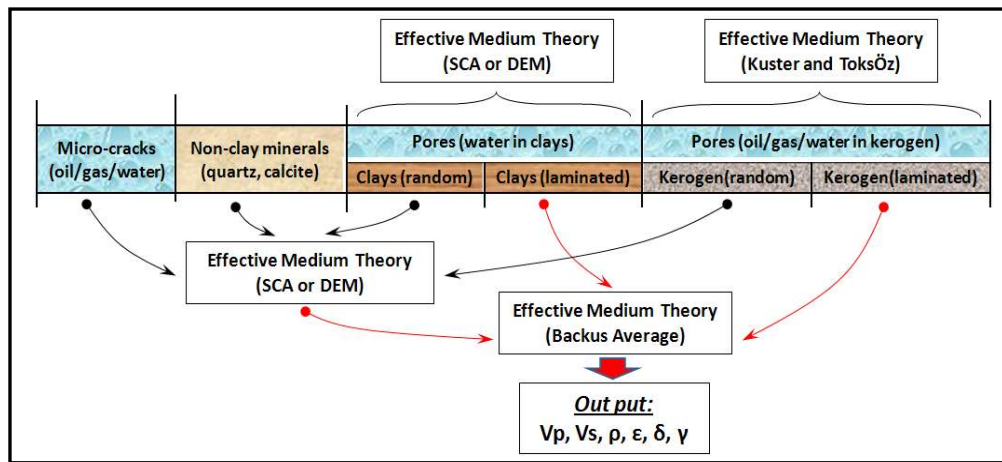 Effective Medium Theory
(SCA or DEM)
Effective Medium Theory
(Kuster and ToksÖz)
Micro-cracks
(oil/gas/water)
Non-clay minerals
(quartz, calcite)
Pores (water in clays)
Clays (random)
Clays (laminated)
Pores (oil/gas/water in kerogen)
Kerogen(random)
Kerogen(laminated)
Effective Medium Theory
(SCA or DEM)
Effective Medium Theory
(Backus Average)
Out put:
Vp, Vs, ρ, ε, δ, γ